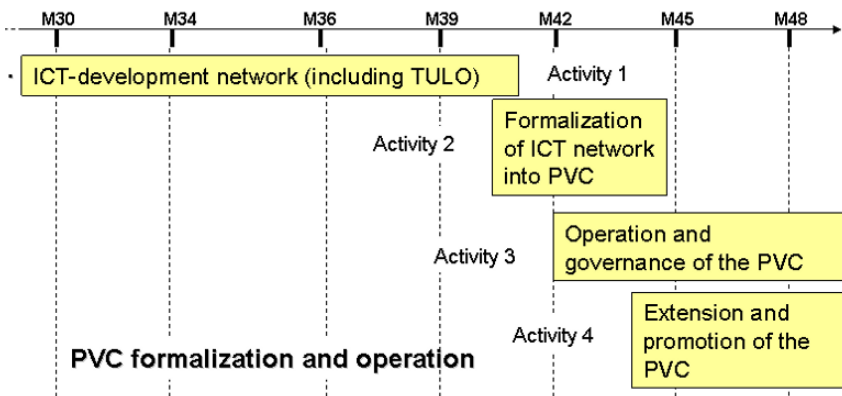 M30 M34 M36 M39 M42 M45 M48
ICT-development network (including TULO) Activity 1
Activity 2
Formalization
of ICT network
into PVC
Activity 3
Operation and
governance of the PVC
Activity 4
Extension and
promotion of the
PVC
PVC formalization and operation